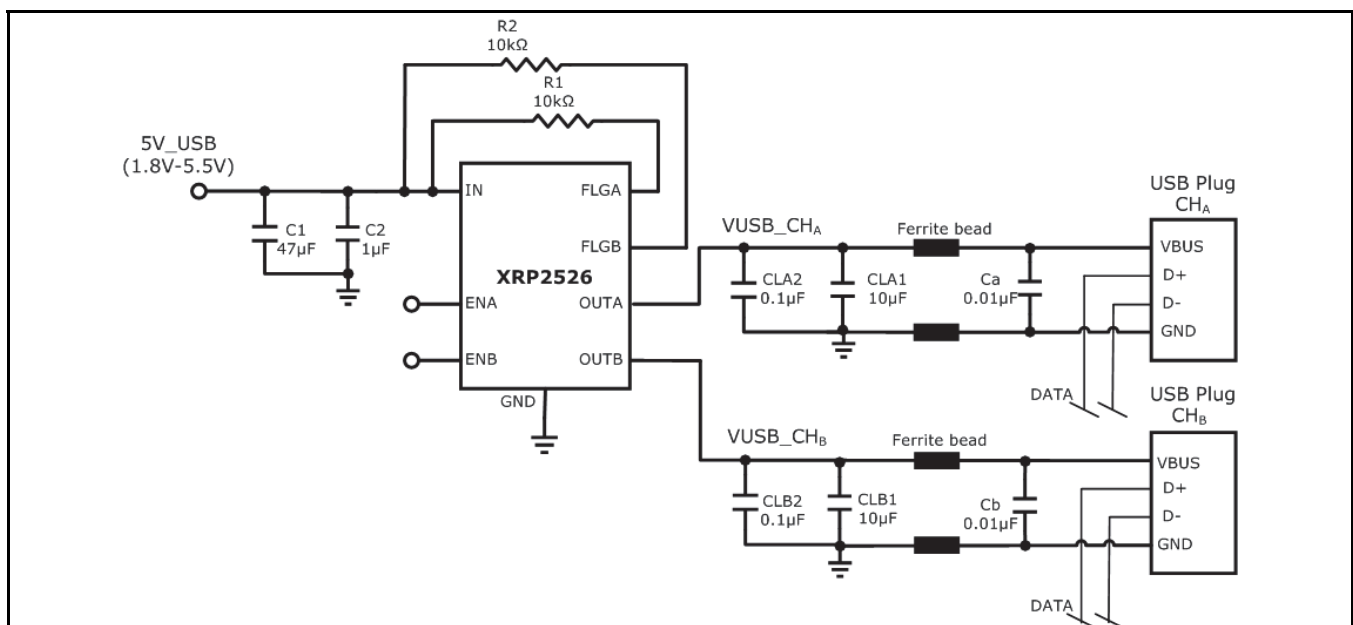 R2
10kΩ
R1
10kΩ
5V_USB
(1.8V-5.5V)
C1
47µF
C2
1µF
IN
FLGA
FLGB
XRP2526
ENA
OUTA
ENB
OUTB
GND
VUSB_CHA
Ferrite bead
CLA2
0.1µF
CLA1
10µF
Ca
0.01µF
USB Plug
CHA
VBUS
D+
D-
GND
DATA
VUSB_CHB
Ferrite bead
CLB2
0.1µF
CLB1
10µF
Cb
0.01µF
USB Plug
CHB
VBUS
D+
D-
GND
DATA